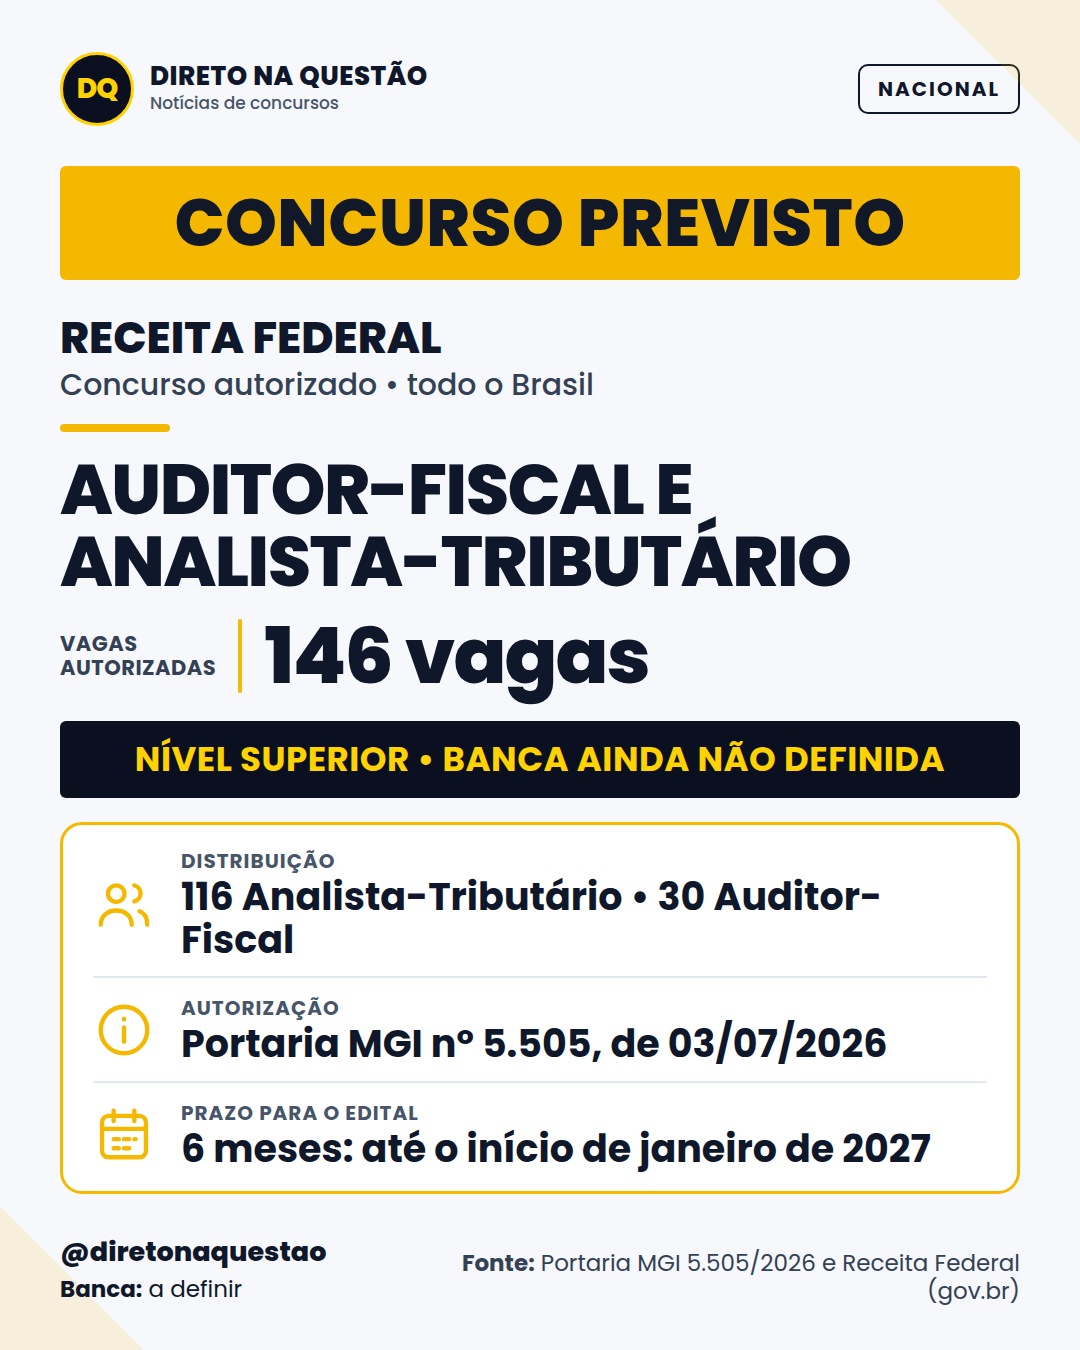 DQ
DIRETO NA QUESTÃO
Notícias de concursos
NACIONAL
CONCURSO PREVISTO
RECEITA FEDERAL
Concurso autorizado • todo o Brasil
AUDITOR-FISCAL E
ANALISTA-TRIBUTÁRIO
VAGAS
AUTORIZADAS
146 vagas
NÍVEL SUPERIOR • BANCA AINDA NÃO DEFINIDA
DISTRIBUIÇÃO
116 Analista-Tributário • 30 Auditor-
Fiscal
AUTORIZAÇÃO
Portaria MGI nº 5.505, de 03/07/2026
PRAZO PARA O EDITAL
6 meses: até o início de janeiro de 2027
@diretonaquestao
Banca: a definir
Fonte: Portaria MGI 5.505/2026 e Receita Federal
(gov.br)